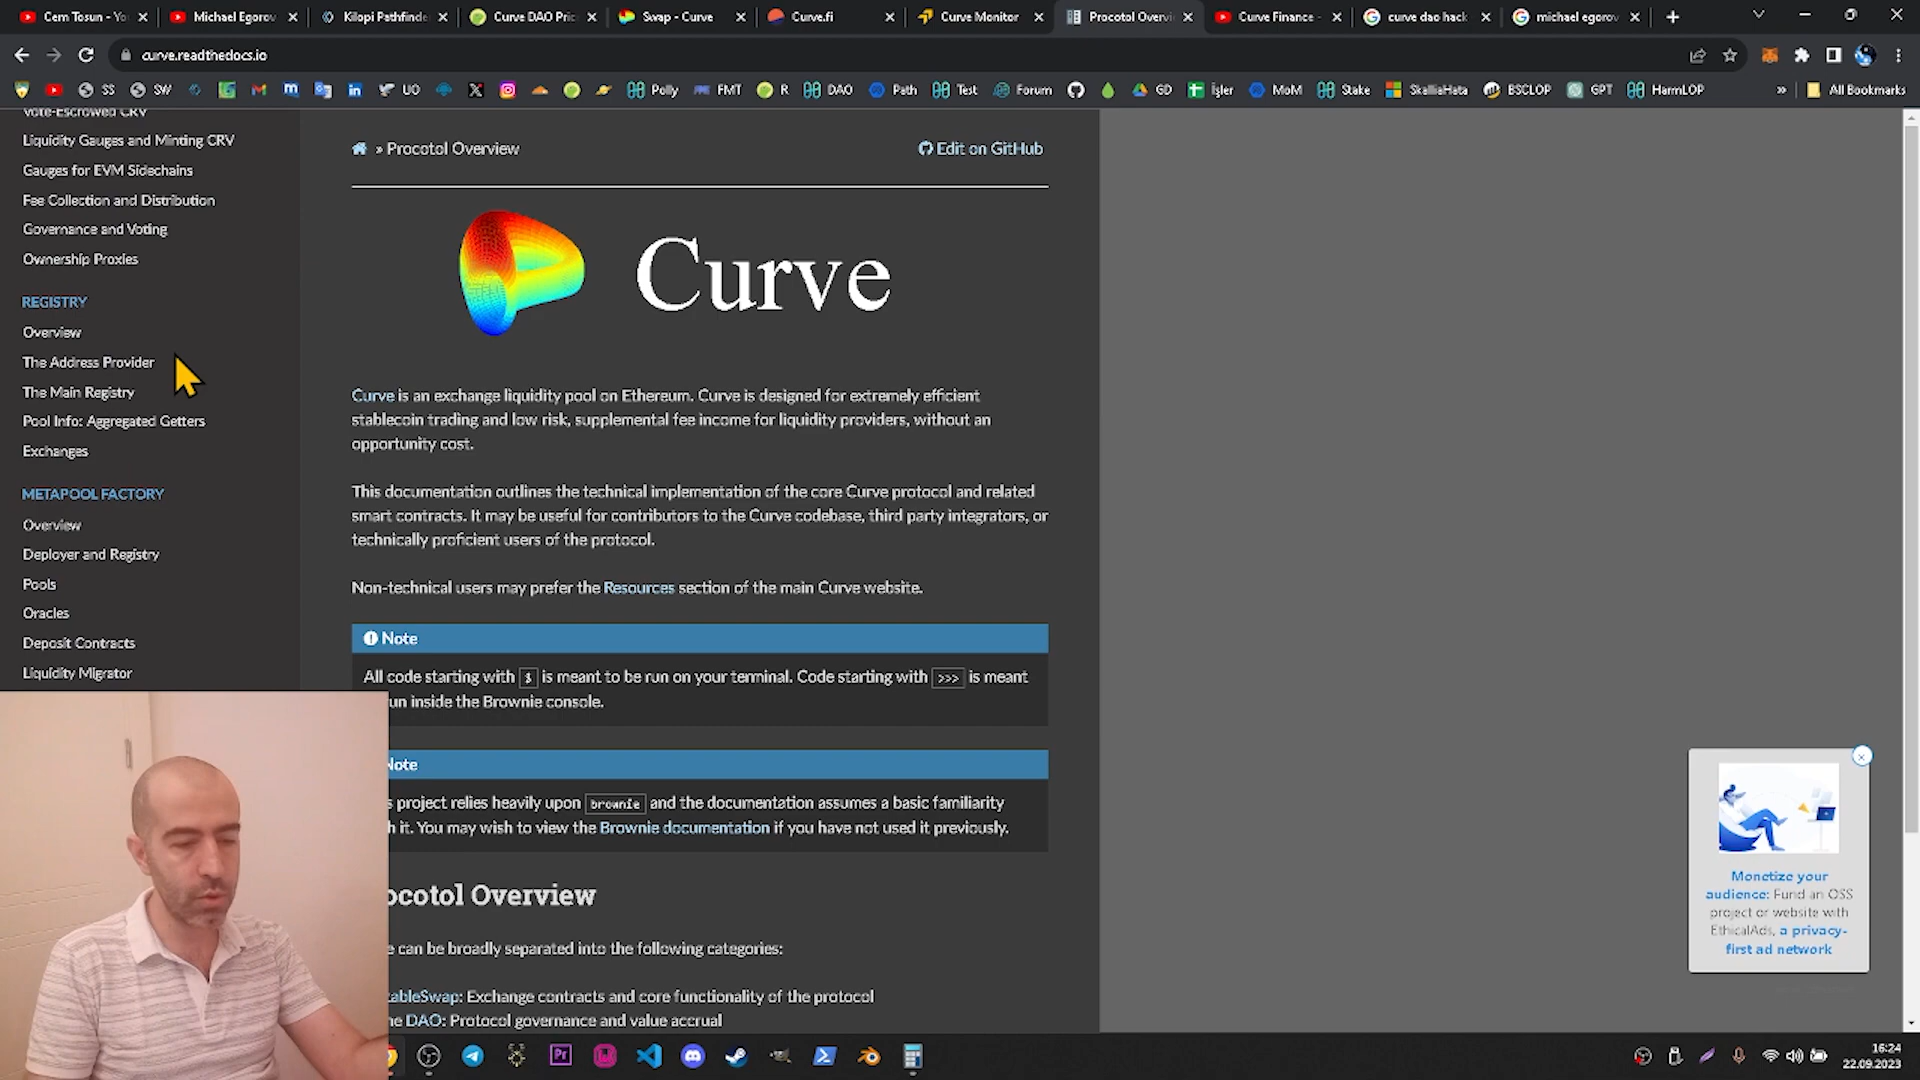 Cem Tosun - Yo
Michael Egorov
Kilopi Pathfinde
Curve DAO Pric
Swap - Curve
Curve.fi
Curve Monitor
Procotol Overvi
Curve Finance -
curve dao hack
michael egorov
curve.readthedocs.io
SS
SW
UO
Polly
FMT
R
DAO
Path
Test
Forum
GD
İşler
MoM
Stake
SkalliaHata
BSCLOP
GPT
HarmLOP
»
All Bookmarks
Vote-Escrowed CRV
Liquidity Gauges and Minting CRV
Gauges for EVM Sidechains
Fee Collection and Distribution
Governance and Voting
Ownership Proxies
REGISTRY
Overview
The Address Provider
The Main Registry
Pool Info: Aggregated Getters
Exchanges
METAPOOL FACTORY
Overview
Deployer and Registry
Pools
Oracles
Deposit Contracts
Liquidity Migrator
» Procotol Overview
Edit on GitHub
Curve
Curve is an exchange liquidity pool on Ethereum. Curve is designed for extremely efficient
stablecoin trading and low risk, supplemental fee income for liquidity providers, without an
opportunity cost.
This documentation outlines the technical implementation of the core Curve protocol and related
smart contracts. It may be useful for contributors to the Curve codebase, third party integrators, or
technically proficient users of the protocol.
Non-technical users may prefer the Resources section of the main Curve website.
Note
All code starting with $ is meant to be run on your terminal. Code starting with >>> is meant
un inside the Brownie console.
Note
s project relies heavily upon brownie and the documentation assumes a basic familiarity
h it. You may wish to view the Brownie documentation if you have not used it previously.
ocotol Overview
e can be broadly separated into the following categories:
ableSwap: Exchange contracts and core functionality of the protocol
he DAO: Protocol governance and value accrual
Monetize your
audience: Fund an OSS
project or website with
EthicalAds, a privacy-
first ad network
Pr
16:24
22.09.2023